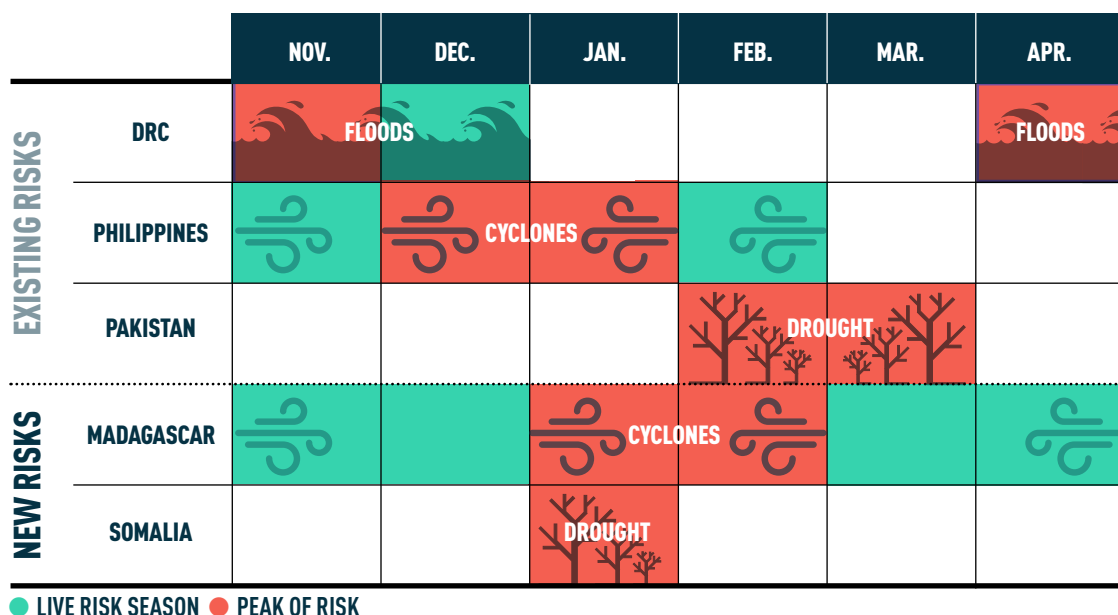 NOV. DEC. JAN. FEB. MAR. APR.
EXISTING RISKS
DRC FLOODS FLOODS
PHILIPPINES CYCLONES
PAKISTAN DROUGHT
NEW RISKS
MADAGASCAR CYCLONES
SOMALIA DROUGHT
LIVE RISK SEASON PEAK OF RISK